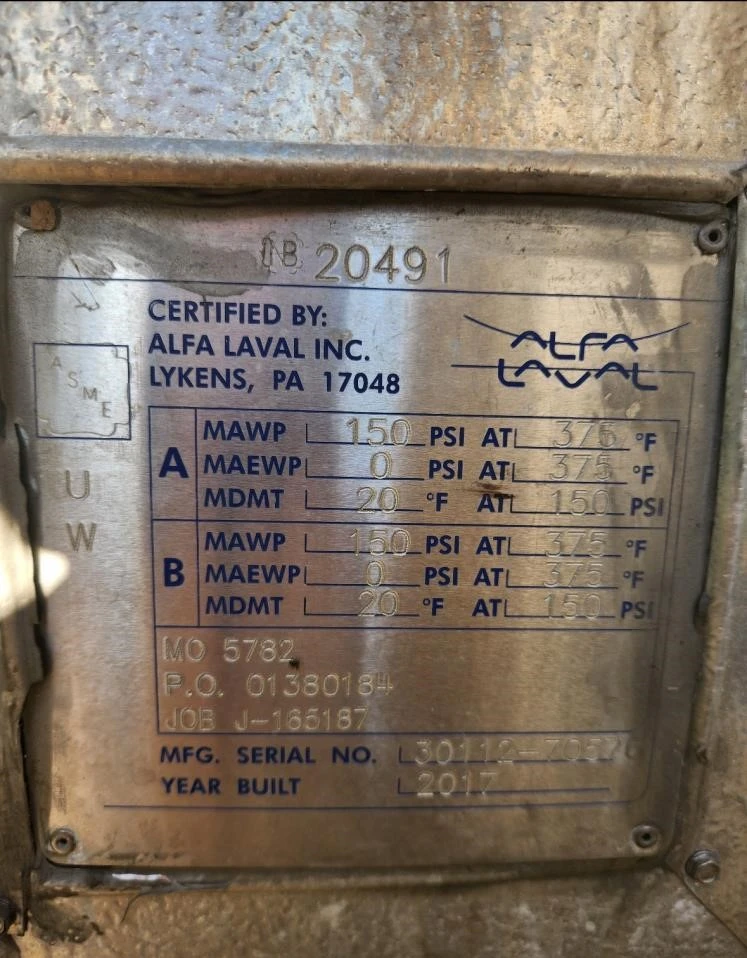 NB 20491
CERTIFIED BY:
ALFA LAVAL INC.
LYKENS, PA 17048
ALFA
LAVAL
ASME
U
W
A
MAWP 150 PSI AT 375 °F
MAEWP 0 PSI AT 375 °F
MDMT 20 °F AT 150 PSI
B
MAWP 150 PSI AT 375 °F
MAEWP 0 PSI AT 375 °F
MDMT 20 °F AT 150 PSI
MO 5782
P.O. 01380184
JOB J-165187
MFG. SERIAL NO.
YEAR BUILT 2017